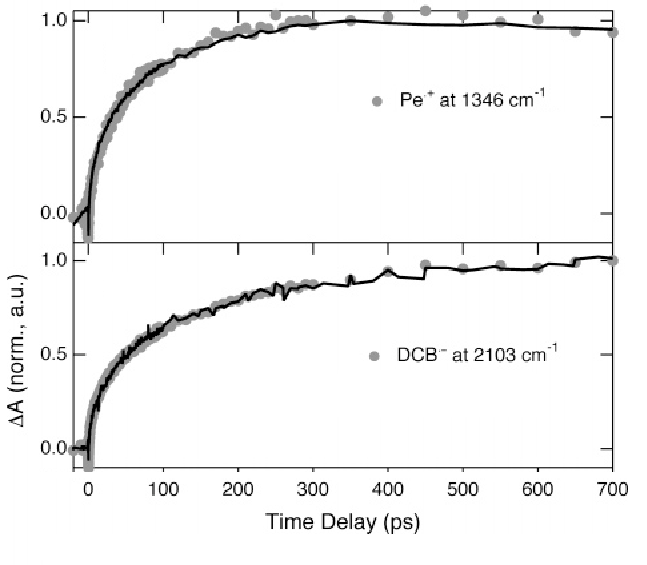 1.0
Pe·⁺ at 1346 cm⁻¹
0.5
0.0
1.0
DCB·⁻ at 2103 cm⁻¹
0.5
0.0
ΔA (norm., a.u.)
0 100 200 300 400 500 600 700
Time Delay (ps)